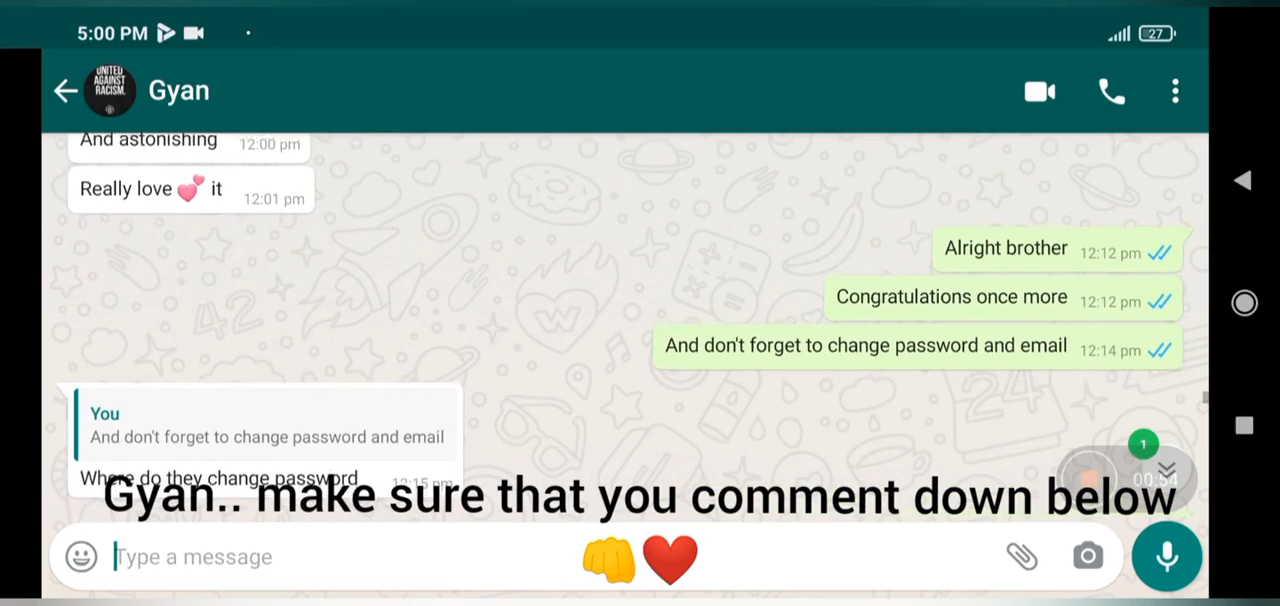 5:00 PM
27
UNITED
AGAINST
RACISM.
Gyan
And astonishing 12:00 pm
Really love 💕 it 12:01 pm
Alright brother 12:12 pm
Congratulations once more 12:12 pm
And don't forget to change password and email 12:14 pm
You
And don't forget to change password and email
Where do they change password 12:15 pm
1
00:54
Gyan.. make sure that you comment down below
👊❤️
Type a message